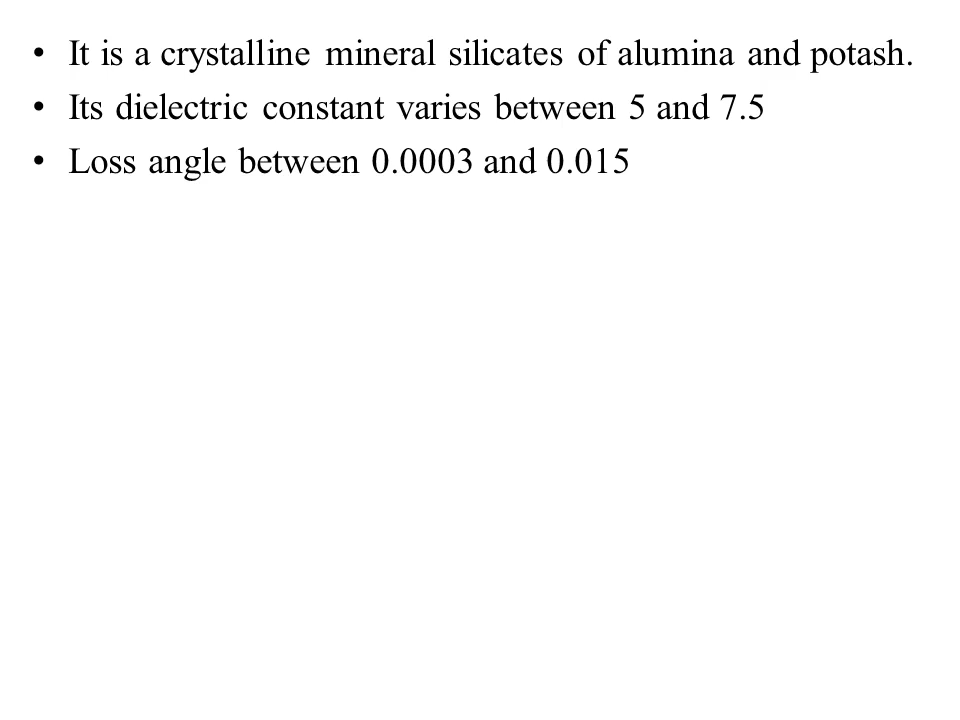 • It is a crystalline mineral silicates of alumina and potash.
• Its dielectric constant varies between 5 and 7.5
• Loss angle between 0.0003 and 0.015